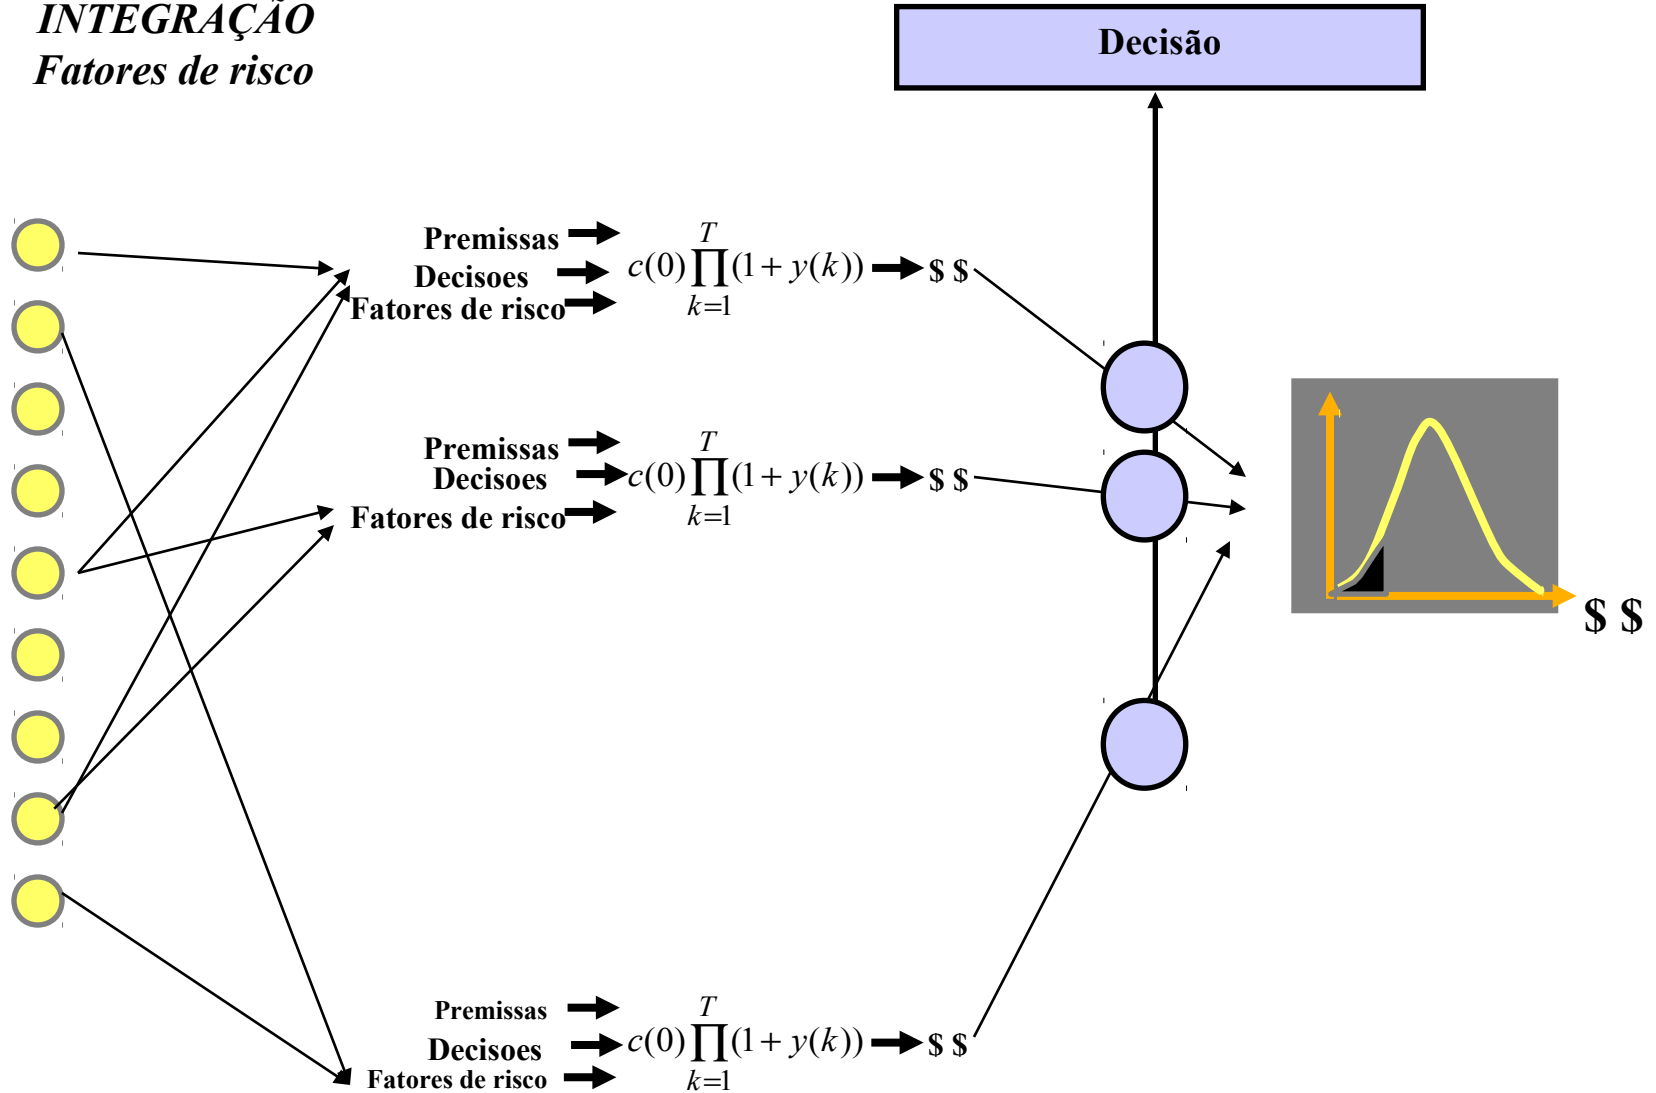 INTEGRAÇÃO
Fatores de risco
Decisão
Premissas
Decisoes
Fatores de risco
T
c(0)∏(1+ y(k))
k=1
$ $
Premissas
Decisoes
Fatores de risco
T
c(0)∏(1+ y(k))
k=1
$ $
$ $
Premissas
Decisoes
Fatores de risco
T
c(0)∏(1+ y(k))
k=1
$ $